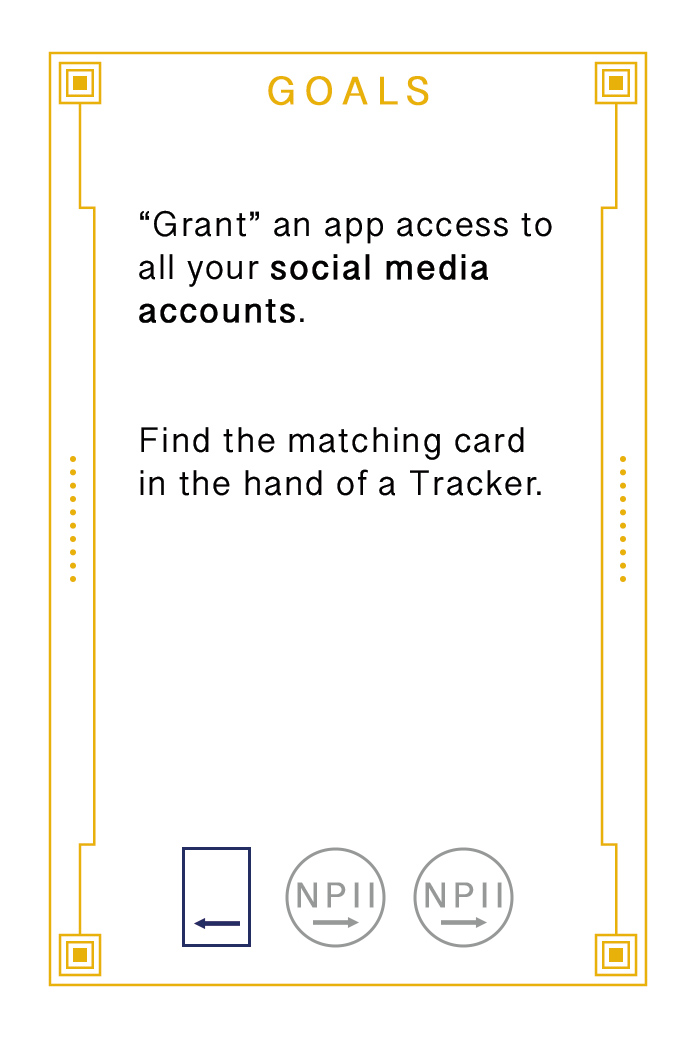 GOALS
“Grant” an app access to
all your social media
accounts.
Find the matching card
in the hand of a Tracker.
NPII NPII